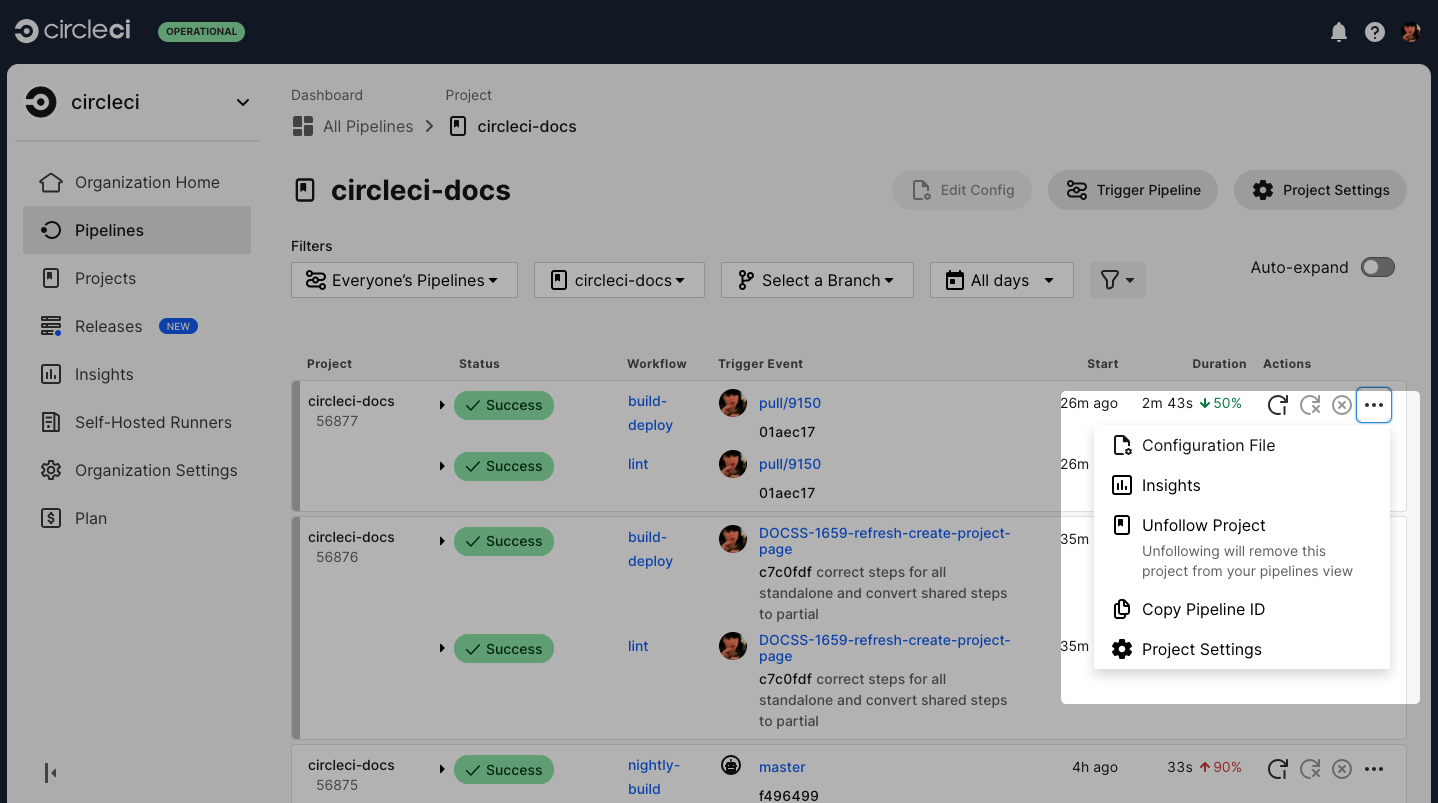 circleci OPERATIONAL
circleci
Organization Home
Pipelines
Projects
Releases NEW
Insights
Self-Hosted Runners
Organization Settings
Plan
Dashboard Project
All Pipelines circleci-docs
circleci-docs
Edit Config Trigger Pipeline Project Settings
Filters
Everyone's Pipelines circleci-docs Select a Branch All days
Auto-expand
Project Status Workflow Trigger Event Start Duration Actions
circleci-docs Success build- pull/9150 26m ago 2m 43s 50%
56877 deploy 01aec17
Success lint pull/9150 26m
01aec17
Configuration File
Insights
Unfollow Project
Unfollowing will remove this
project from your pipelines view
Copy Pipeline ID
Project Settings
circleci-docs Success build- DOCSS-1659-refresh-create-project- 35m
56876 deploy page
c7c0fdf correct steps for all
standalone and convert shared steps
to partial
Success lint DOCSS-1659-refresh-create-project- 35m
page
c7c0fdf correct steps for all
standalone and convert shared steps
to partial
circleci-docs Success nightly- master 4h ago 33s 90%
56875 build f496499